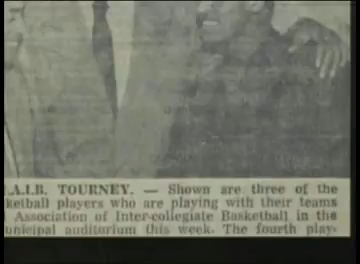 .A.I.B. TOURNEY. — Shown are three of the
ketball players who are playing with their teams
Association of Inter-collegiate Basketball in the
unicipal auditorium this week. The fourth play-